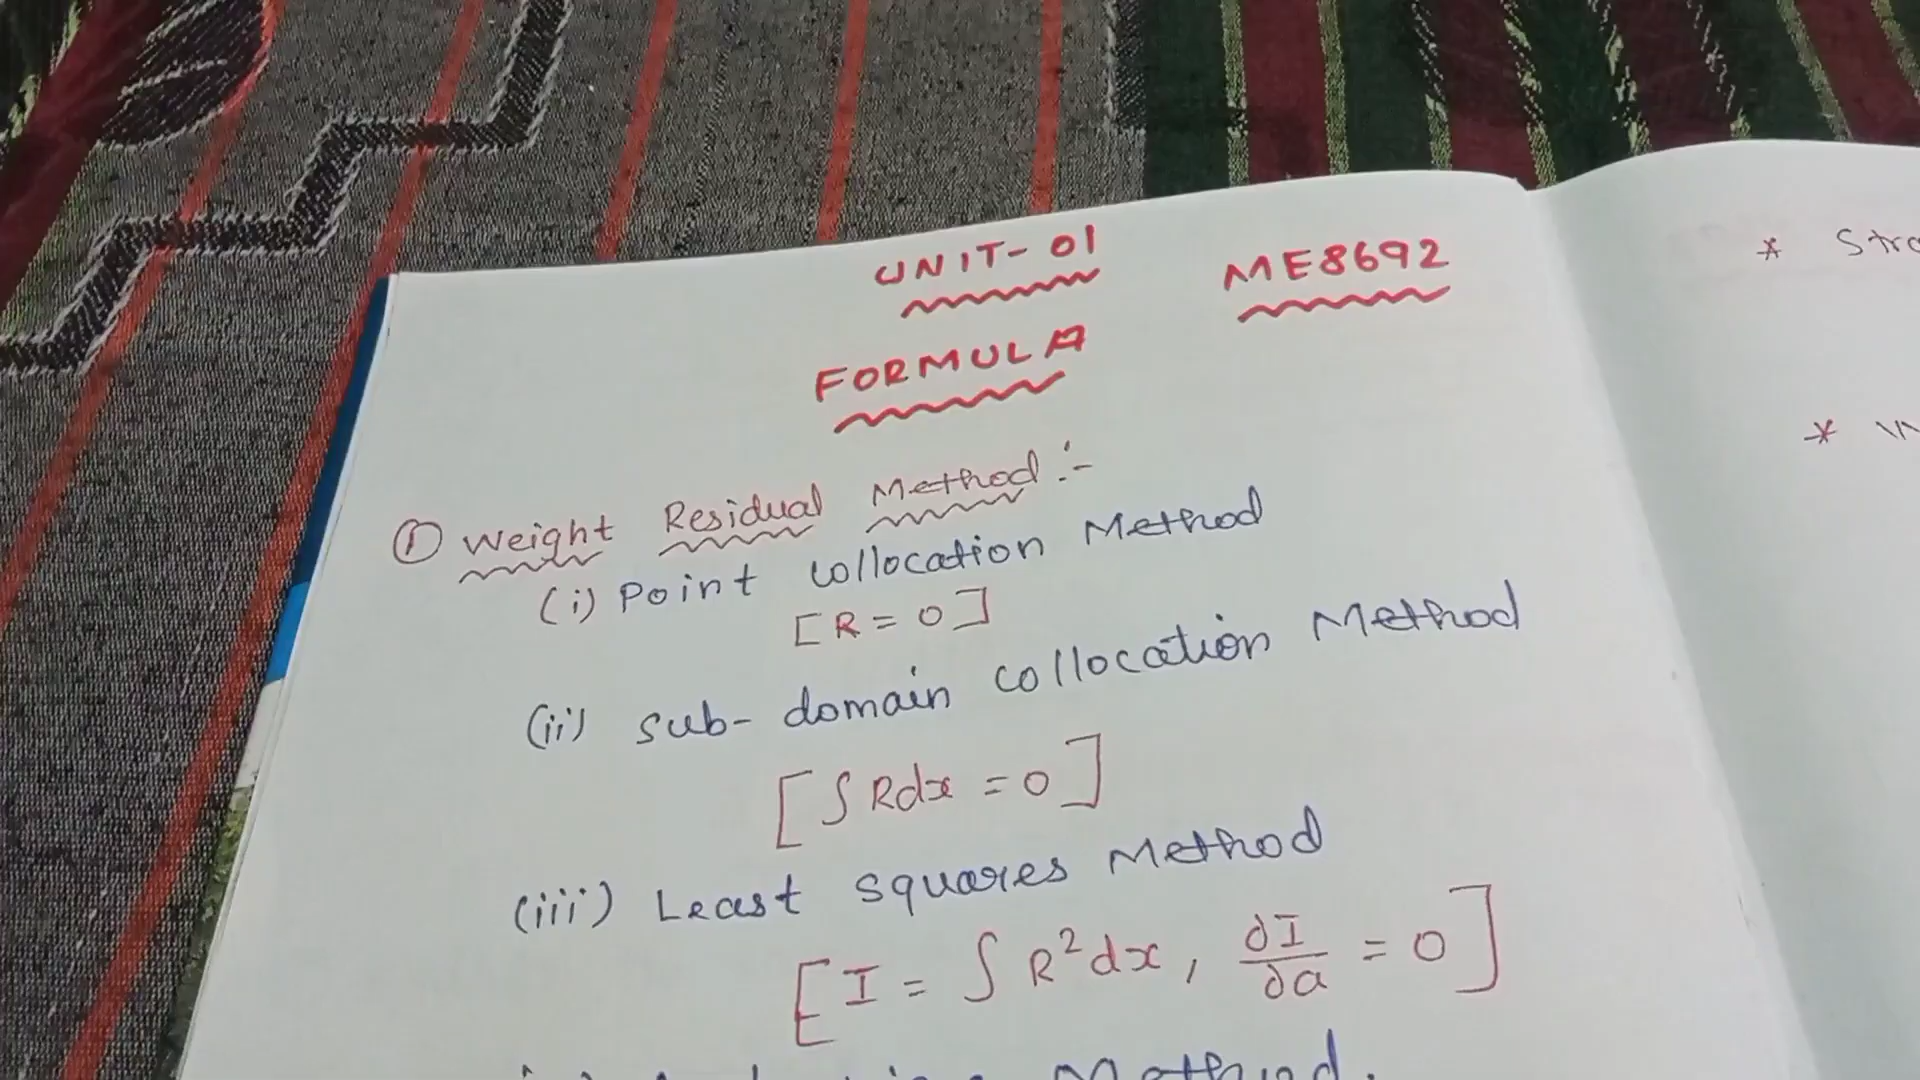 UNIT-01 ME8692
FORMULA
① Weight Residual Method :-
(i) Point Collocation Method
[R = 0]
(ii) Sub-domain collocation Method
[∫ Rdx = 0]
(iii) Least Squares Method
[I = ∫ R²dx, ∂I/∂a = 0]
Method.
*
*